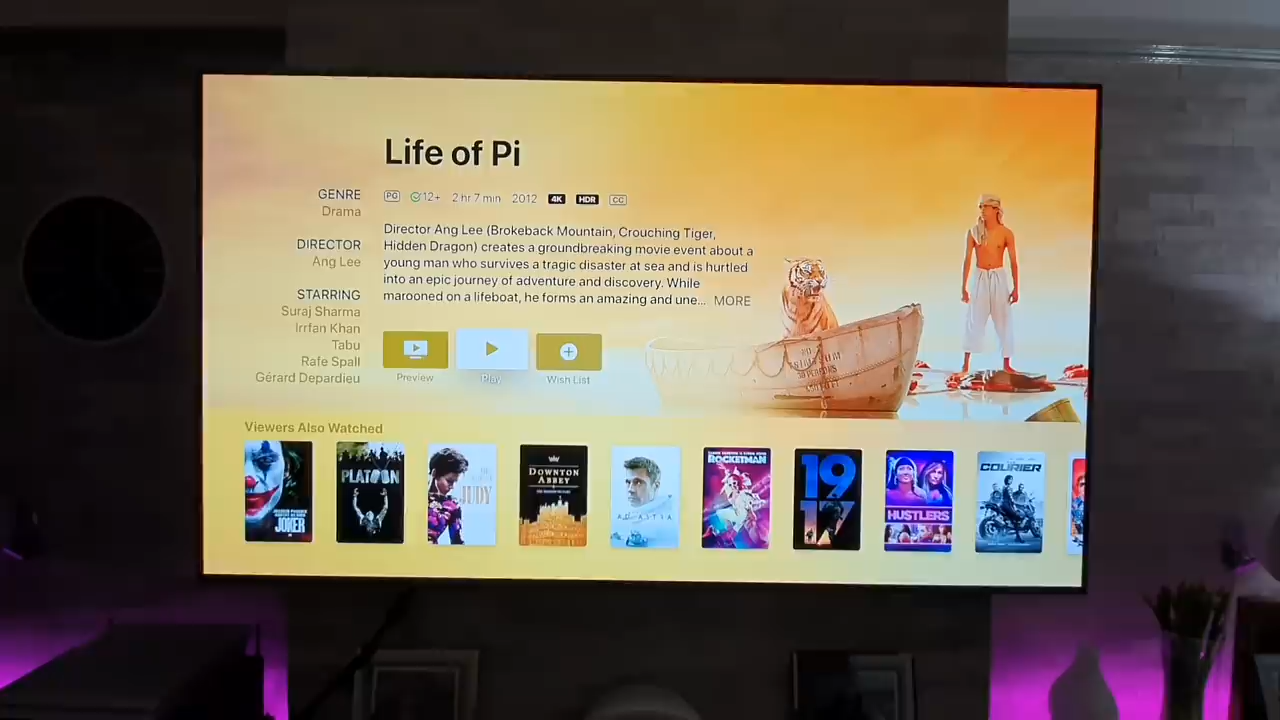 Life of Pi
GENRE
Drama
DIRECTOR
Ang Lee
STARRING
Suraj Sharma
Irrfan Khan
Tabu
Rafe Spall
Gérard Depardieu
PG 12+ 2 hr 7 min 2012 4K HDR CC
Director Ang Lee (Brokeback Mountain, Crouching Tiger,
Hidden Dragon) creates a groundbreaking movie event about a
young man who survives a tragic disaster at sea and is hurtled
into an epic journey of adventure and discovery. While
marooned on a lifeboat, he forms an amazing and une... MORE
Preview
Play
Wish List
Viewers Also Watched
JOKER
PLATOON
JUDY
DOWNTON
ABBEY
AD ASTRA
ROCKETMAN
19
17
HUSTLERS
COURIER